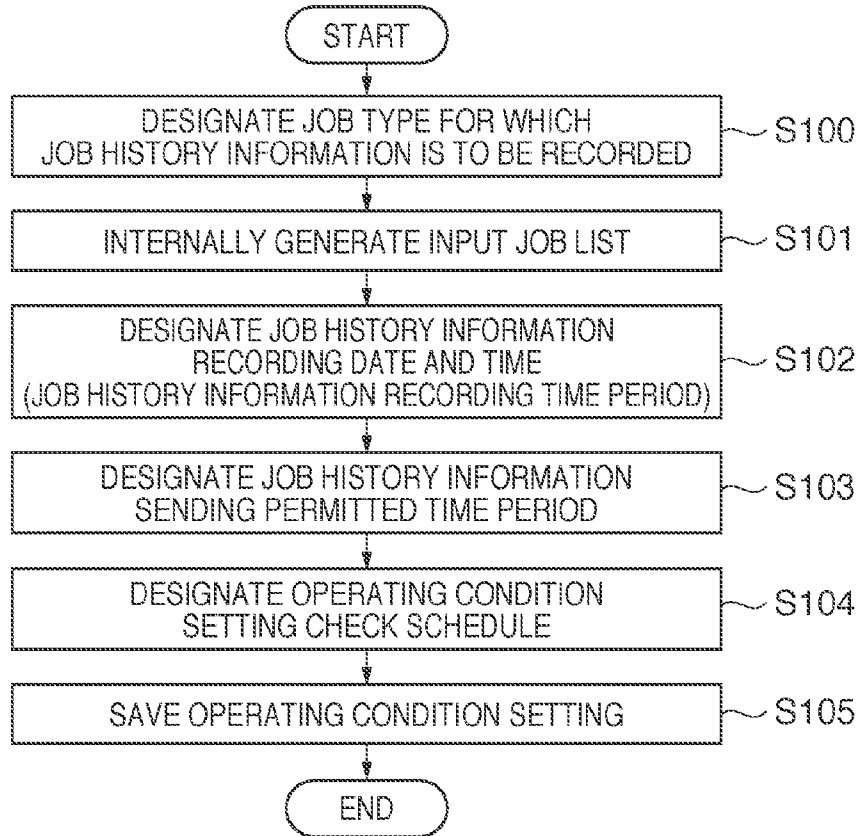 START
DESIGNATE JOB TYPE FOR WHICH
JOB HISTORY INFORMATION IS TO BE RECORDED
S100
INTERNALLY GENERATE INPUT JOB LIST
S101
DESIGNATE JOB HISTORY INFORMATION
RECORDING DATE AND TIME
(JOB HISTORY INFORMATION RECORDING TIME PERIOD)
S102
DESIGNATE JOB HISTORY INFORMATION
SENDING PERMITTED TIME PERIOD
S103
DESIGNATE OPERATING CONDITION
SETTING CHECK SCHEDULE
S104
SAVE OPERATING CONDITION SETTING
S105
END